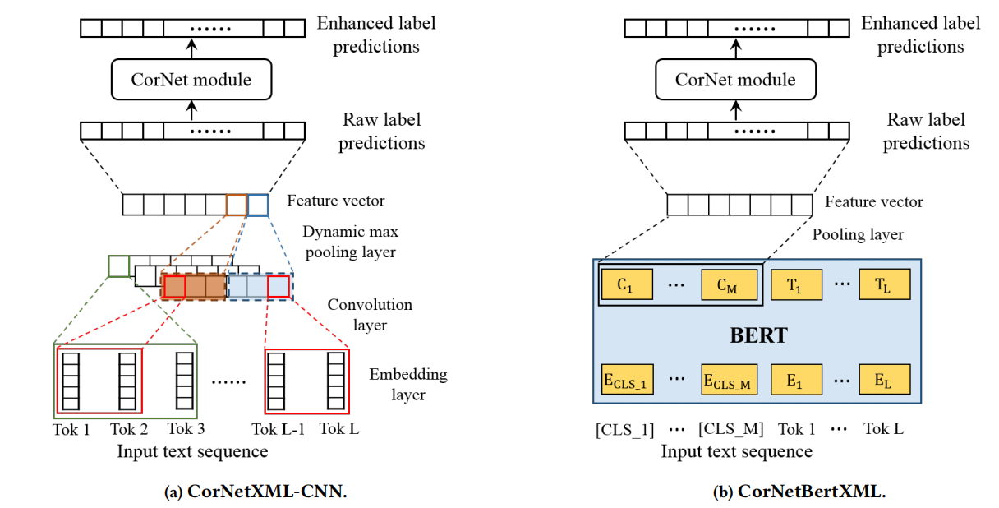 Enhanced label
predictions
CorNet module
Raw label
predictions
......
......
Feature vector
Dynamic max
pooling layer
Convolution
layer
Embedding
layer
......
Tok 1 Tok 2 Tok 3 Tok L-1 Tok L
Input text sequence
(a) CorNetXML-CNN.
Enhanced label
predictions
......
CorNet module
Raw label
predictions
......
Feature vector
Pooling layer
C1 ... CM T1 ... TL
BERT
ECLS_1 ... ECLS_M E1 ... EL
[CLS_1] ... [CLS_M] Tok 1 ... Tok L
Input text sequence
(b) CorNetBertXML.